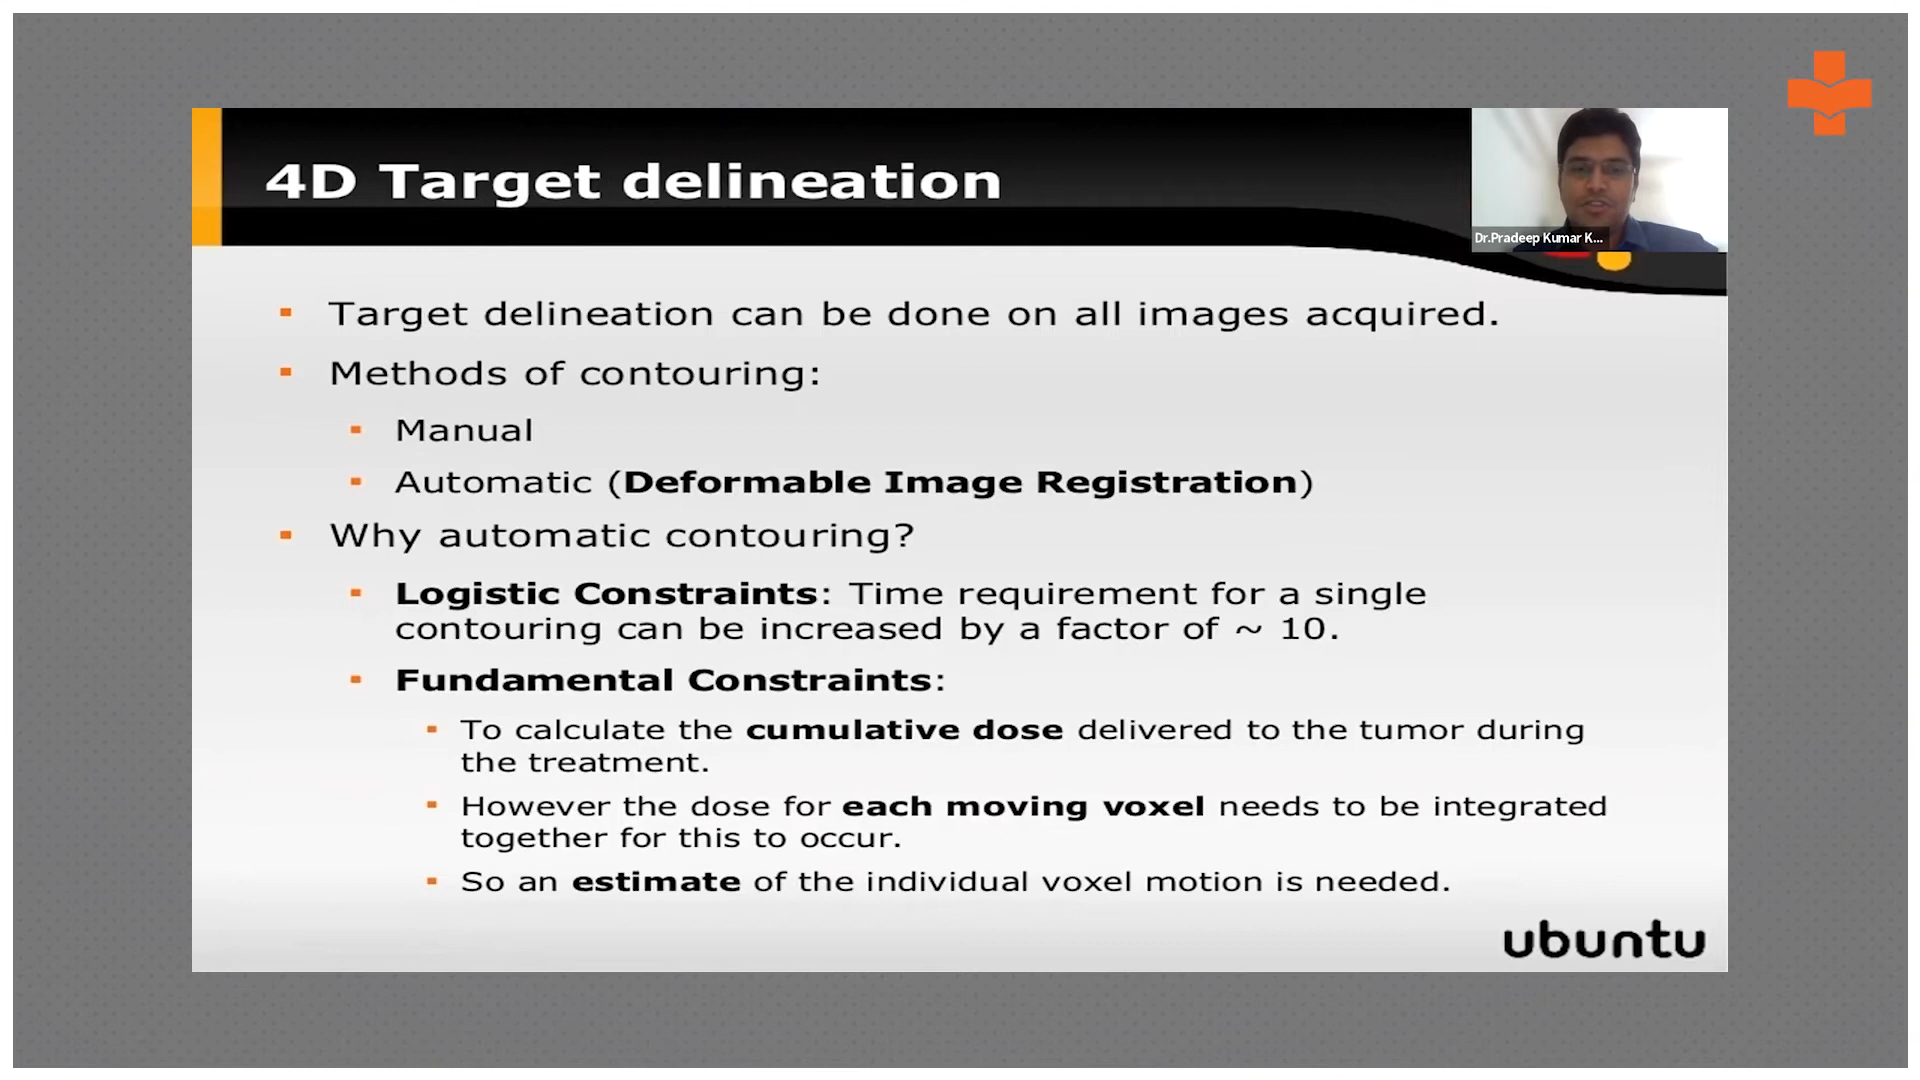 4D Target delineation
Dr.Pradeep Kumar K...
Target delineation can be done on all images acquired.
Methods of contouring:
Manual
Automatic (Deformable Image Registration)
Why automatic contouring?
Logistic Constraints: Time requirement for a single
contouring can be increased by a factor of ~ 10.
Fundamental Constraints:
To calculate the cumulative dose delivered to the tumor during
the treatment.
However the dose for each moving voxel needs to be integrated
together for this to occur.
So an estimate of the individual voxel motion is needed.
ubuntu